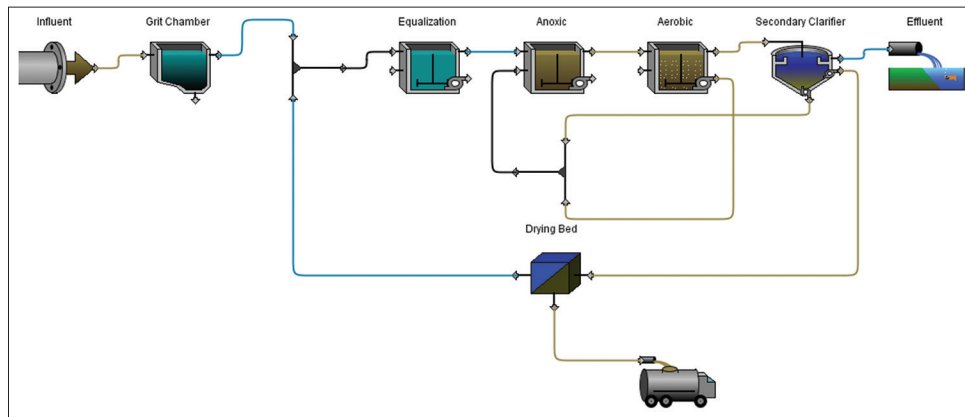 Influent
Grit Chamber
Equalization
Anoxic
Aerobic
Secondary Clarifier
Effluent
Drying Bed